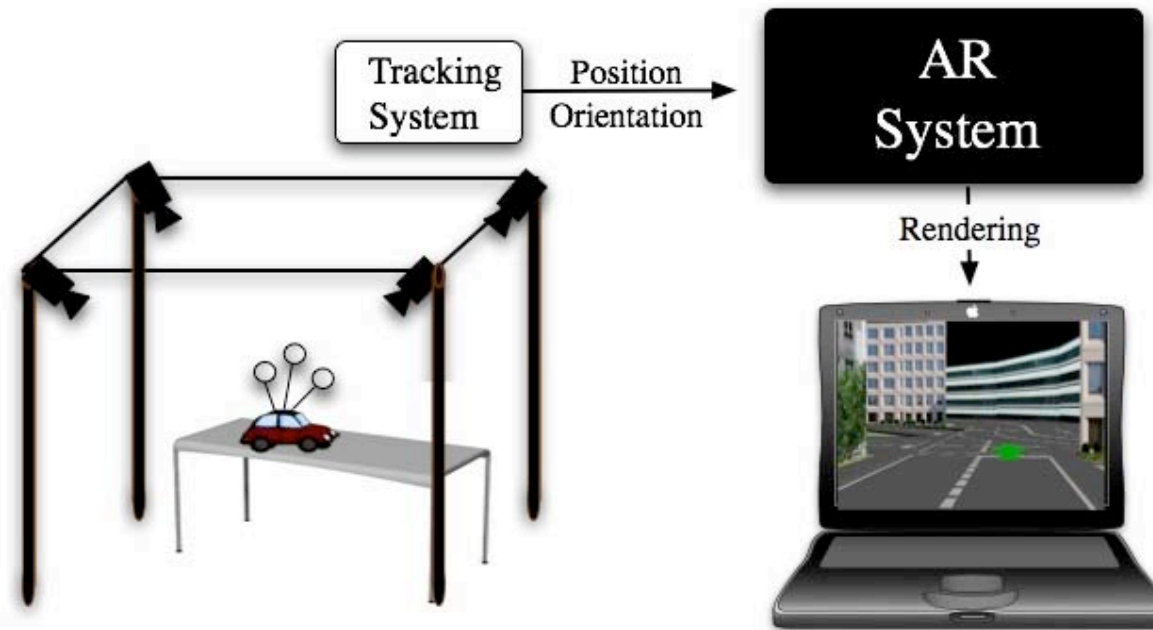 Tracking
System
Position
Orientation
AR
System
Rendering